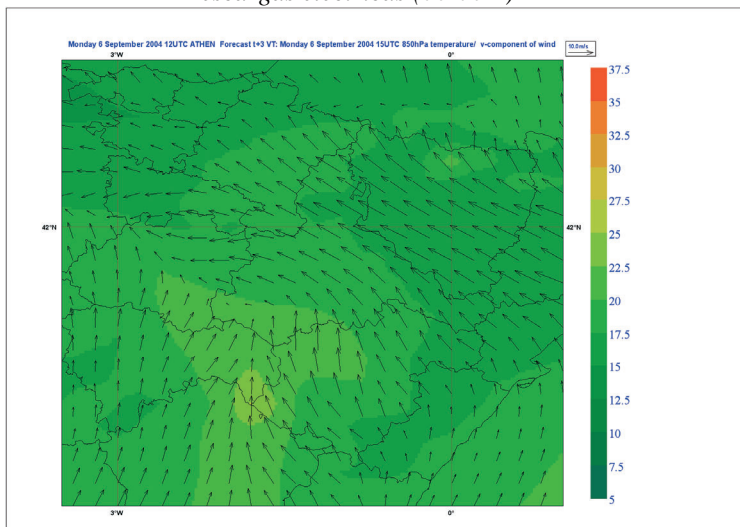 Monday 6 September 2004 12UTC ATHEN Forecast t+3 VT: Monday 6 September 2004 15UTC 850hPa temperature/ v-component of wind
10.0m/s
3°W 0°
37.5
35
32.5
30
27.5
25
42°N 42°N
22.5
20
17.5
15
12.5
10
7.5
5
3°W 0°